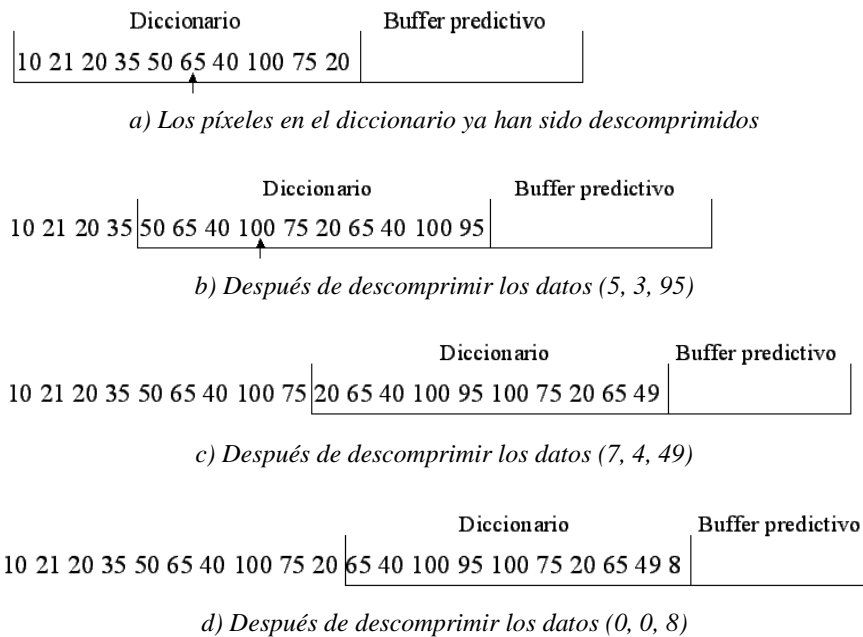 Diccionario Buffer predictivo
10 21 20 35 50 65 40 100 75 20
a) Los píxeles en el diccionario ya han sido descomprimidos
Diccionario Buffer predictivo
10 21 20 35 50 65 40 100 75 20 65 40 100 95
b) Después de descomprimir los datos (5, 3, 95)
Diccionario Buffer predictivo
10 21 20 35 50 65 40 100 75 20 65 40 100 95 100 75 20 65 49
c) Después de descomprimir los datos (7, 4, 49)
Diccionario Buffer predictivo
10 21 20 35 50 65 40 100 75 20 65 40 100 95 100 75 20 65 49 8
d) Después de descomprimir los datos (0, 0, 8)